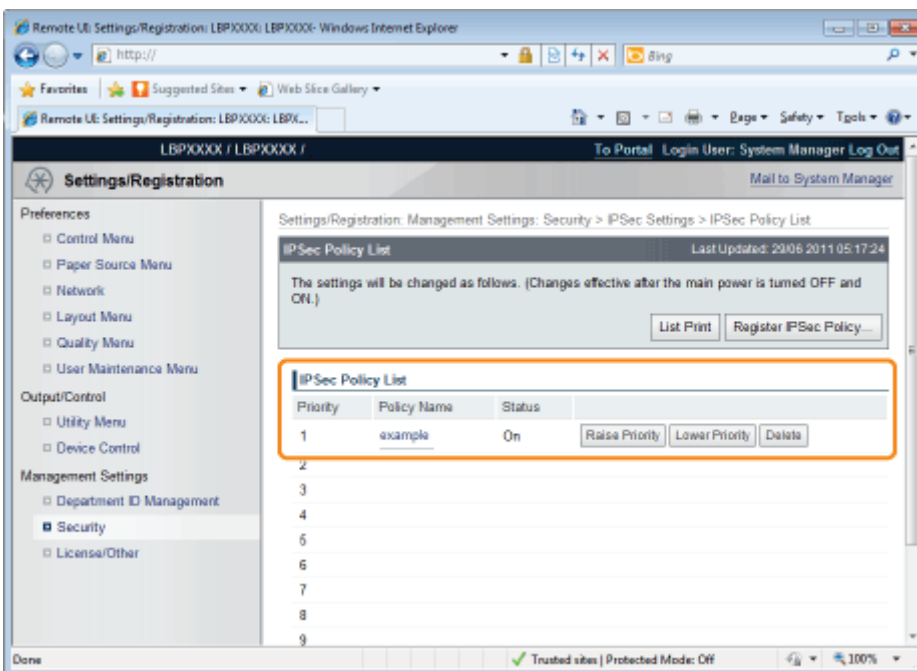 Remote UI: Settings/Registration: LBPXXXX: LBPXXXX- Windows Internet Explorer
http://
Bing
Favorites Suggested Sites Web Slice Gallery
Remote UI: Settings/Registration: LBPXXXX: LBPX... Page Safety Tools
LBPXXXX / LBPXXXX / To Portal Login User: System Manager Log Out
Settings/Registration Mail to System Manager
Preferences
Control Menu
Paper Source Menu
Network
Layout Menu
Quality Menu
User Maintenance Menu
Output/Control
Utility Menu
Device Control
Management Settings
Department ID Management
Security
License/Other
Settings/Registration: Management Settings: Security > IPSec Settings > IPSec Policy List
IPSec Policy List Last Updated: 29/06 2011 05:17:24
The settings will be changed as follows. (Changes effective after the main power is turned OFF and
ON.)
List Print Register IPSec Policy...
IPSec Policy List
Priority Policy Name Status
1 example On Raise Priority Lower Priority Delete
2
3
4
5
6
7
8
9
Done Trusted sites | Protected Mode: Off 100%